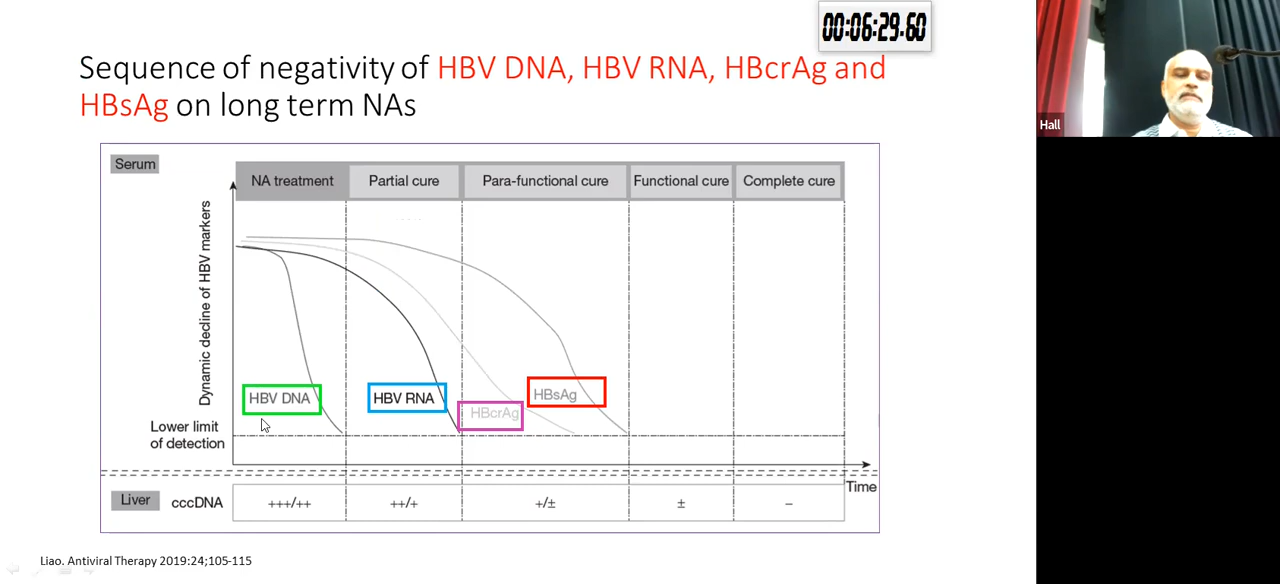 00:06:29.60
Sequence of negativity of HBV DNA, HBV RNA, HBcrAg and
HBsAg on long term NAs
Hall
Serum
NA treatment
Partial cure
Para-functional cure
Functional cure
Complete cure
Dynamic decline of HBV markers
HBV DNA
HBV RNA
HBcrAg
HBsAg
Lower limit
of detection
Time
Liver
cccDNA
+++/++
++/+
+/±
±
−
Liao. Antiviral Therapy 2019:24;105-115